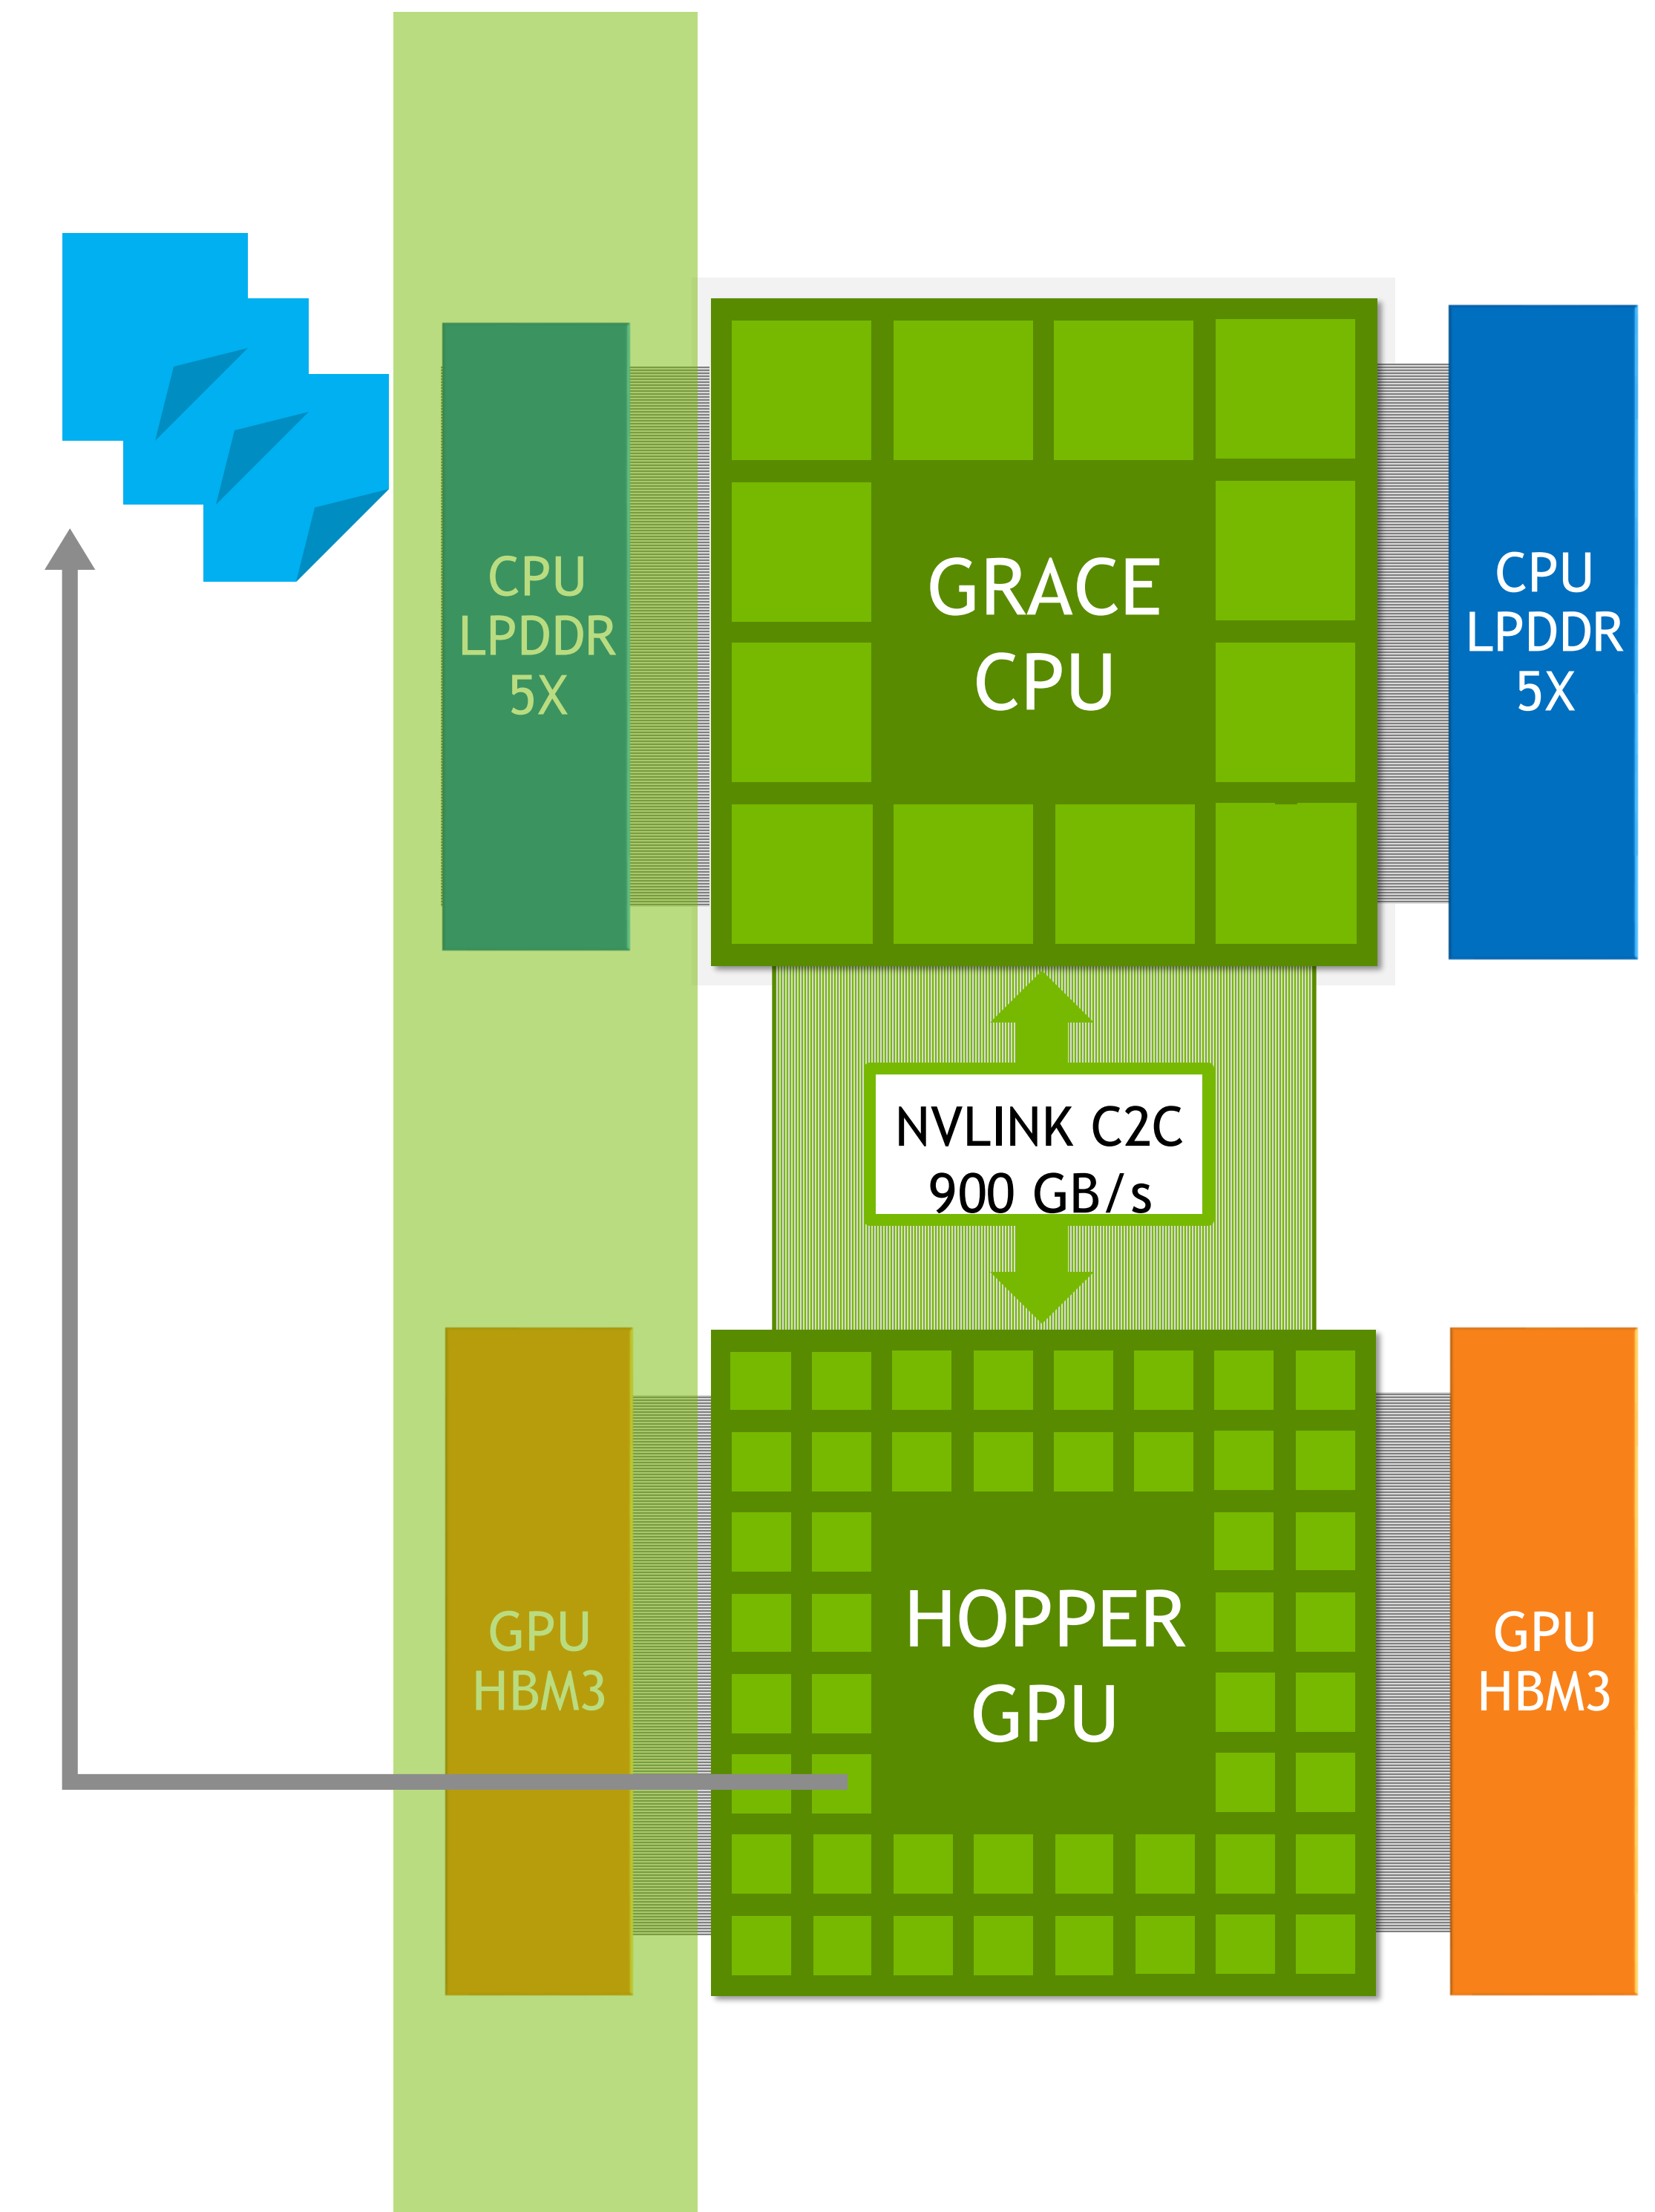 CPU
LPDDR
5X
GRACE
CPU
CPU
LPDDR
5X
NVLINK C2C
900 GB/s
GPU
HBM3
HOPPER
GPU
GPU
HBM3